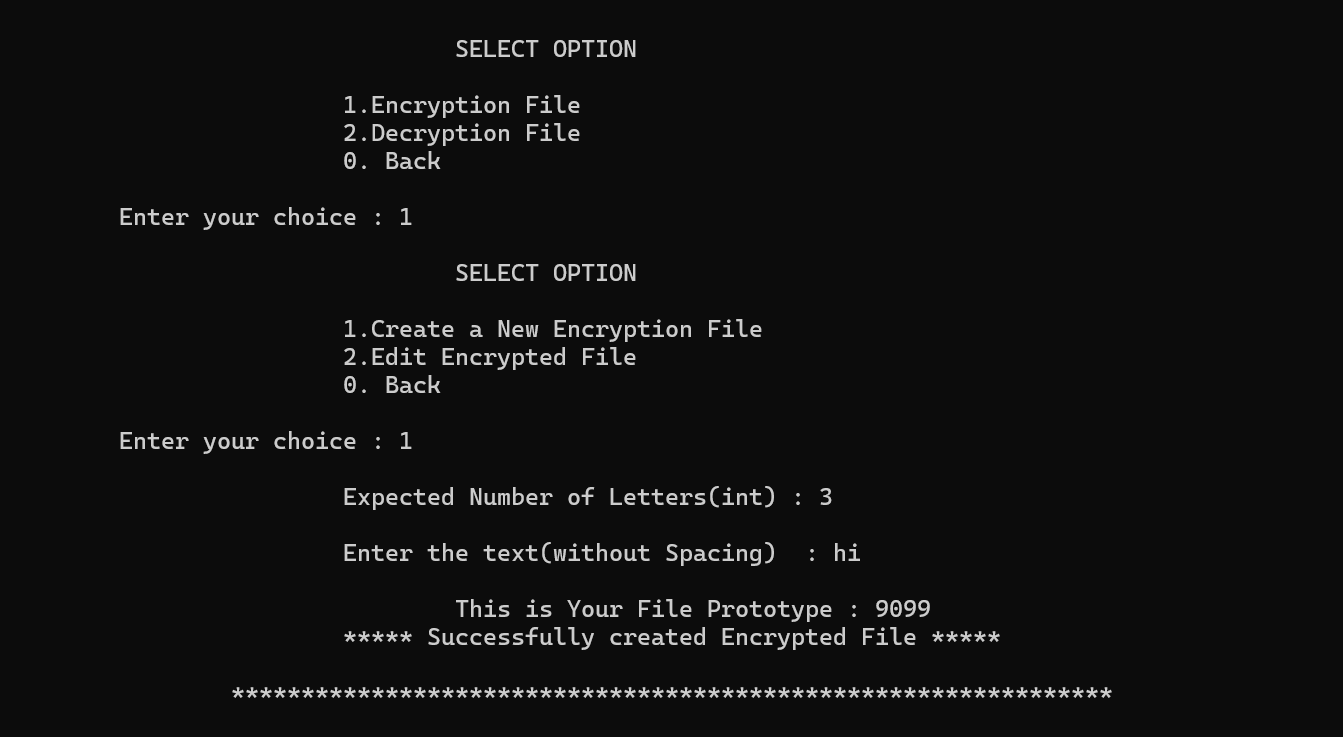 SELECT OPTION
1.Encryption File
2.Decryption File
0. Back
Enter your choice : 1
SELECT OPTION
1.Create a New Encryption File
2.Edit Encrypted File
0. Back
Enter your choice : 1
Expected Number of Letters(int) : 3
Enter the text(without Spacing)  : hi
This is Your File Prototype : 9099
***** Successfully created Encrypted File *****
***************************************************************